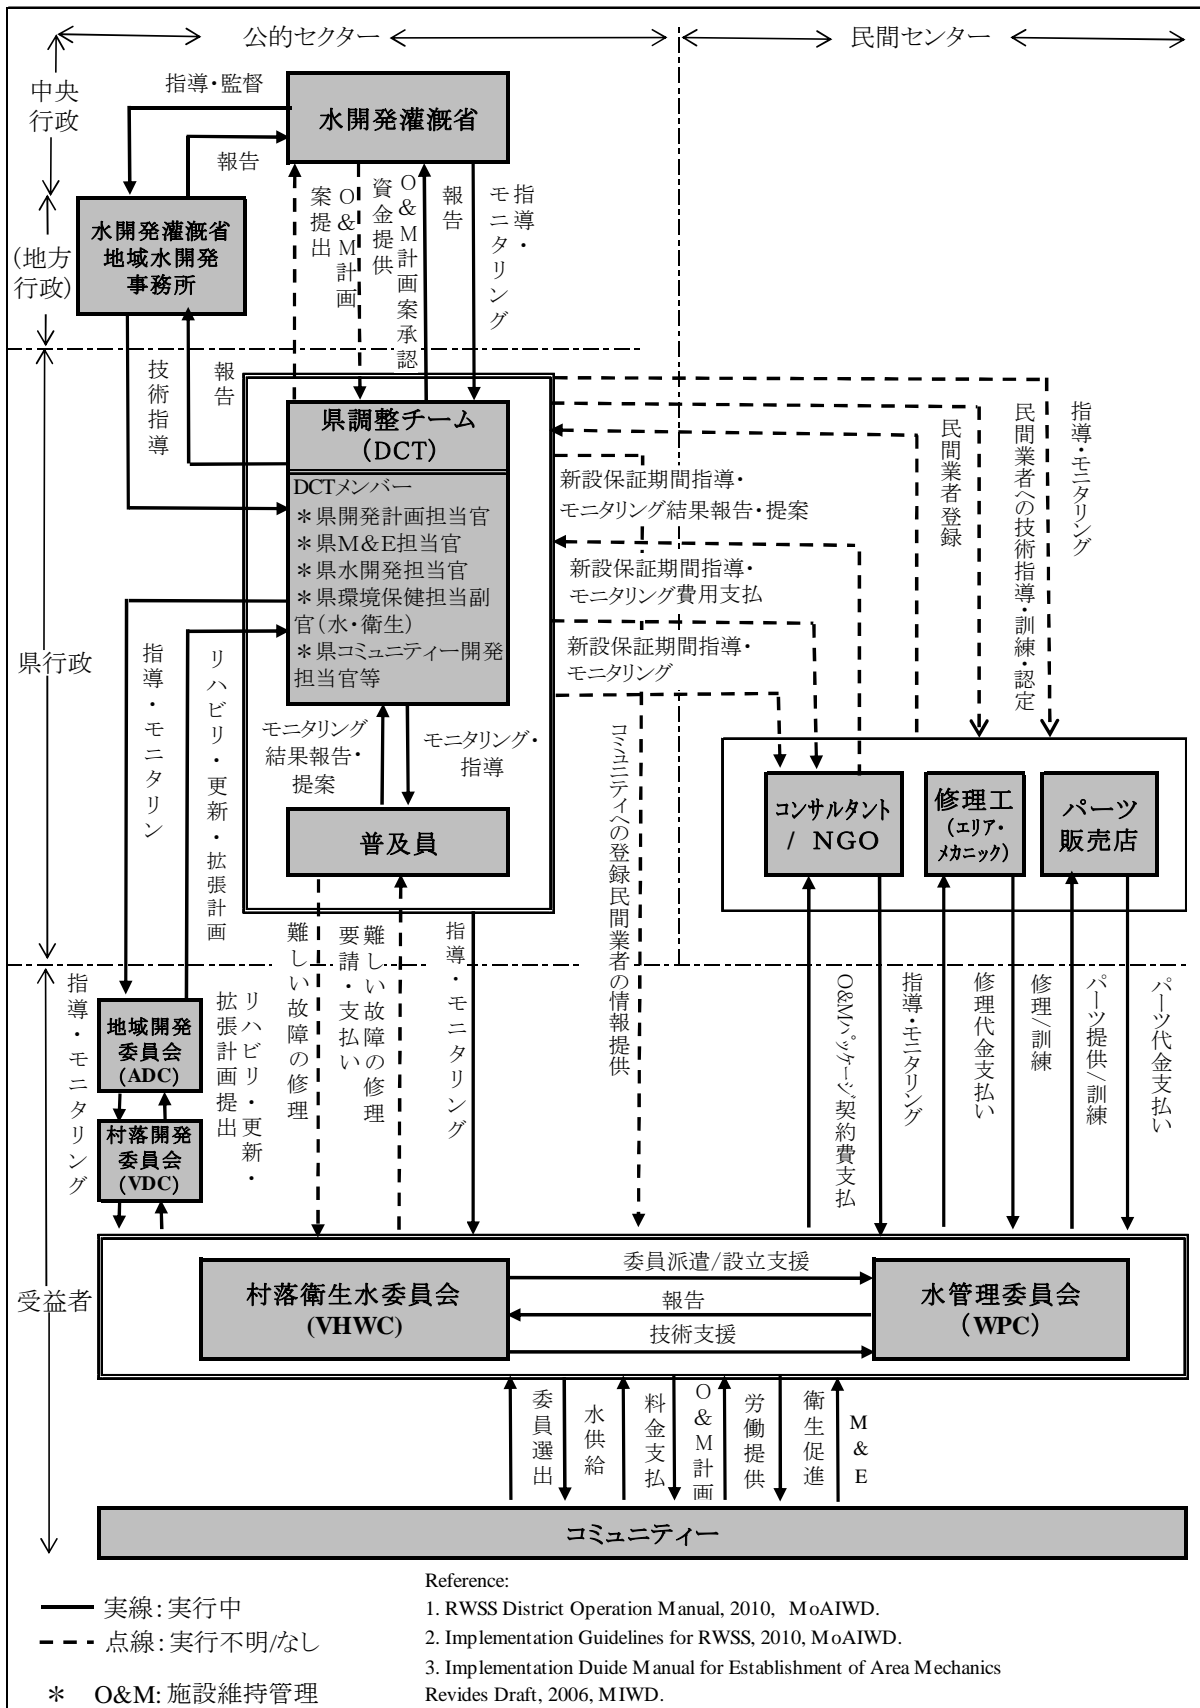 公的セクター
民間センター
中央
行政
指導・監督
水開発灌漑省
報告
(地方
行政)
水開発灌漑省
地域水開発
事務所
O&M計画
案提出
資金提供
O&M計画案承認
報告
指導・
モニタリング
技術指導
報告
県行政
県調整チーム
(DCT)
DCTメンバー
*県開発計画担当官
*県M&E担当官
*県水開発担当官
*県環境保健担当副
官(水・衛生)
*県コミュニティー開発
担当官等
新設保証期間指導・
モニタリング結果報告・提案
新設保証期間指導・
モニタリング費用支払
新設保証期間指導・
モニタリング
民間業者登録
民間業者への技術指導・訓練・認定
指導・モニタリング
指導・モニタリン
リハビリ・更新・拡張計画
モニタリング
結果報告・
提案
モニタリング・
指導
普及員
コミュニティへの登録民間業者の情報提供
コンサルタント
/ NGO
修理工
(エリア・
メカニック)
パーツ
販売店
難しい故障の修理
難しい故障の修理
要請・支払い
指導・モニタリング
O&Mパッケージ契約費支払
指導・モニタリング
修理代金支払い
修理/訓練
パーツ提供/訓練
パーツ代金支払い
受益者
指導・モニタリング
地域開発
委員会
(ADC)
リハビリ・更新・
拡張計画提出
村落開発
委員会
(VDC)
村落衛生水委員会
(VHWC)
委員派遣/設立支援
報告
技術支援
水管理委員会
(WPC)
委員選出
水供給
料金支払
O&M計画
労働提供
衛生促進
M&E
コミュニティー
実線:実行中
点線:実行不明/なし
* O&M:施設維持管理
Reference:
1. RWSS District Operation Manual, 2010, MoAIWD.
2. Implementation Guidelines for RWSS, 2010, MoAIWD.
3. Implementation Duide Manual for Establishment of Area Mechanics
Revides Draft, 2006, MIWD.